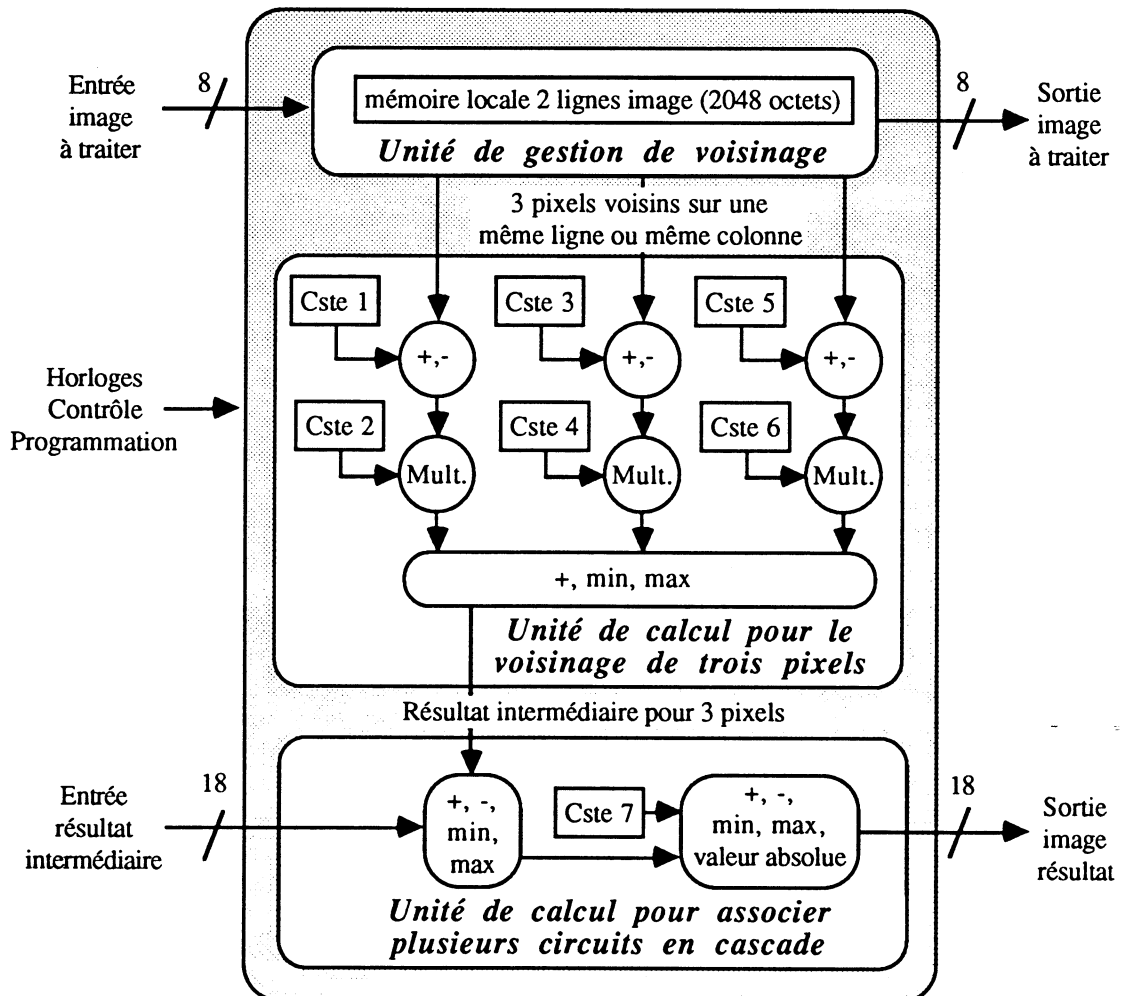 Entrée
image
à traiter
8
mémoire locale 2 lignes image (2048 octets)
Unité de gestion de voisinage
8
Sortie
image
à traiter
3 pixels voisins sur une
même ligne ou même colonne
Cste 1
Cste 3
Cste 5
+,-
+,-
+,-
Horloges
Contrôle
Programmation
Cste 2
Cste 4
Cste 6
Mult.
Mult.
Mult.
+, min, max
Unité de calcul pour le
voisinage de trois pixels
Résultat intermédiaire pour 3 pixels
Entrée
résultat
intermédiaire
18
+, -,
min,
max
Cste 7
+, -,
min, max,
valeur absolue
18
Sortie
image
résultat
Unité de calcul pour associer
plusieurs circuits en cascade